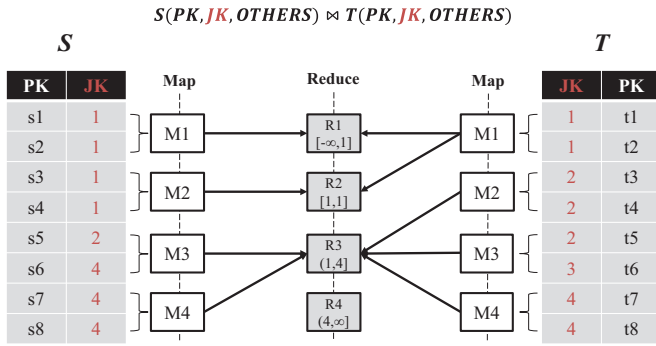 S(PK,JK,OTHERS) ⋈ T(PK,JK,OTHERS)
S T
Map Reduce Map
PK JK JK PK
s1 1 M1 R1 [-∞,1] M1 1 t1
s2 1 1 t2
s3 1 M2 R2 [1,1] M2 2 t3
s4 1 2 t4
s5 2 M3 R3 (1,4] M3 2 t5
s6 4 3 t6
s7 4 M4 R4 (4,∞] M4 4 t7
s8 4 4 t8